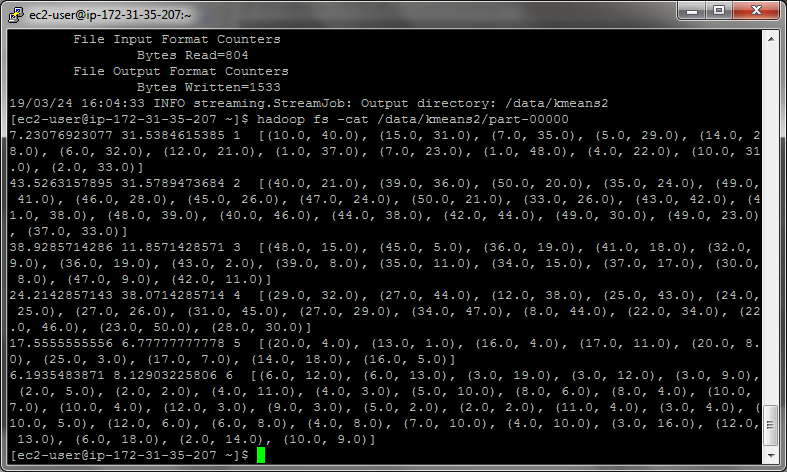 ec2-user@ip-172-31-35-207:~
File Input Format Counters
Bytes Read=804
File Output Format Counters
Bytes Written=1533
19/03/24 16:04:33 INFO streaming.StreamJob: Output directory: /data/kmeans2
[ec2-user@ip-172-31-35-207 ~]$ hadoop fs -cat /data/kmeans2/part-00000
7.23076923077 31.5384615385 1  [(10.0, 40.0), (15.0, 31.0), (7.0, 35.0), (5.0, 29.0), (14.0, 2
8.0), (6.0, 32.0), (12.0, 21.0), (1.0, 37.0), (7.0, 23.0), (1.0, 48.0), (4.0, 22.0), (10.0, 31
.0), (2.0, 33.0)]
43.5263157895 31.5789473684 2  [(40.0, 21.0), (39.0, 36.0), (50.0, 20.0), (35.0, 24.0), (49.0,
 41.0), (46.0, 28.0), (45.0, 26.0), (47.0, 24.0), (50.0, 21.0), (33.0, 26.0), (43.0, 42.0), (4
1.0, 38.0), (48.0, 39.0), (40.0, 46.0), (44.0, 38.0), (42.0, 44.0), (49.0, 30.0), (49.0, 23.0)
, (37.0, 33.0)]
38.9285714286 11.8571428571 3  [(48.0, 15.0), (45.0, 5.0), (36.0, 19.0), (41.0, 18.0), (32.0, 
9.0), (36.0, 19.0), (43.0, 2.0), (39.0, 8.0), (35.0, 11.0), (34.0, 15.0), (37.0, 17.0), (30.0,
 8.0), (47.0, 9.0), (42.0, 11.0)]
24.2142857143 38.0714285714 4  [(29.0, 32.0), (27.0, 44.0), (12.0, 38.0), (25.0, 43.0), (24.0,
 25.0), (27.0, 26.0), (31.0, 45.0), (27.0, 29.0), (34.0, 47.0), (8.0, 44.0), (22.0, 34.0), (22
.0, 46.0), (23.0, 50.0), (28.0, 30.0)]
17.5555555556 6.77777777778 5  [(20.0, 4.0), (13.0, 1.0), (16.0, 4.0), (17.0, 11.0), (20.0, 8.
0), (25.0, 3.0), (17.0, 7.0), (14.0, 18.0), (16.0, 5.0)]
6.1935483871 8.12903225806 6  [(6.0, 12.0), (6.0, 13.0), (3.0, 19.0), (3.0, 12.0), (3.0, 9.0),
 (2.0, 5.0), (2.0, 2.0), (4.0, 11.0), (4.0, 3.0), (5.0, 10.0), (8.0, 6.0), (8.0, 4.0), (10.0, 
7.0), (10.0, 4.0), (12.0, 3.0), (9.0, 3.0), (5.0, 2.0), (2.0, 2.0), (11.0, 4.0), (3.0, 4.0), (
10.0, 5.0), (12.0, 6.0), (6.0, 8.0), (4.0, 8.0), (7.0, 10.0), (4.0, 10.0), (3.0, 16.0), (12.0,
 13.0), (6.0, 18.0), (2.0, 14.0), (10.0, 9.0)]
[ec2-user@ip-172-31-35-207 ~]$